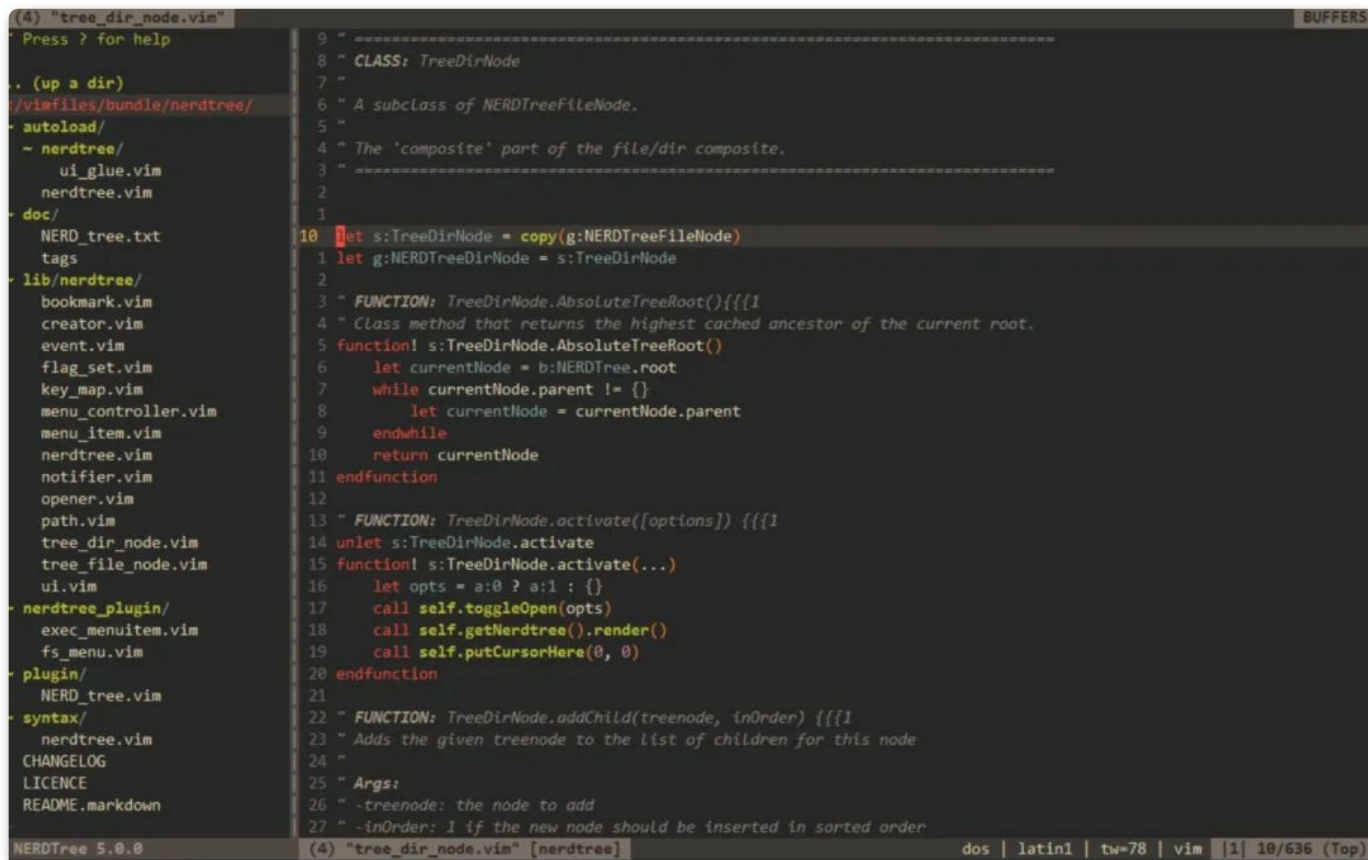 (4) "tree_dir_node.vim"
BUFFERS
" Press ? for help
.. (up a dir)
</vimfiles/bundle/nerdtree/
~ autoload/
~ nerdtree/
ui_glue.vim
nerdtree.vim
~ doc/
NERD_tree.txt
tags
~ lib/nerdtree/
bookmark.vim
creator.vim
event.vim
flag_set.vim
key_map.vim
menu_controller.vim
menu_item.vim
nerdtree.vim
notifier.vim
opener.vim
path.vim
tree_dir_node.vim
tree_file_node.vim
ui.vim
~ nerdtree_plugin/
exec_menuitem.vim
fs_menu.vim
~ plugin/
NERD_tree.vim
~ syntax/
nerdtree.vim
CHANGELOG
LICENCE
README.markdown
NERDTree 5.0.0
9 " ============================================================================
8 " CLASS: TreeDirNode
7 "
6 " A subclass of NERDTreeFileNode.
5 "
4 " The 'composite' part of the file/dir composite.
3 " ============================================================================
2
1
10 let s:TreeDirNode = copy(g:NERDTreeFileNode)
1 let g:NERDTreeDirNode = s:TreeDirNode
2
3 " FUNCTION: TreeDirNode.AbsoluteTreeRoot(){{{1
4 " Class method that returns the highest cached ancestor of the current root.
5 function! s:TreeDirNode.AbsoluteTreeRoot()
6 let currentNode = b:NERDTree.root
7 while currentNode.parent != {}
8 let currentNode = currentNode.parent
9 endwhile
10 return currentNode
11 endfunction
12
13 " FUNCTION: TreeDirNode.activate([options]) {{{1
14 unlet s:TreeDirNode.activate
15 function! s:TreeDirNode.activate(...)
16 let opts = a:0 ? a:1 : {}
17 call self.toggleOpen(opts)
18 call self.getNerdtree().render()
19 call self.putCursorHere(0, 0)
20 endfunction
21
22 " FUNCTION: TreeDirNode.addChild(treenode, inOrder) {{{1
23 " Adds the given treenode to the list of children for this node
24 "
25 " Args:
26 " -treenode: the node to add
27 " -inOrder: 1 if the new node should be inserted in sorted order
(4) "tree_dir_node.vim" [nerdtree]
dos | latin1 | tw=78 | vim |1| 10/636 (Top)